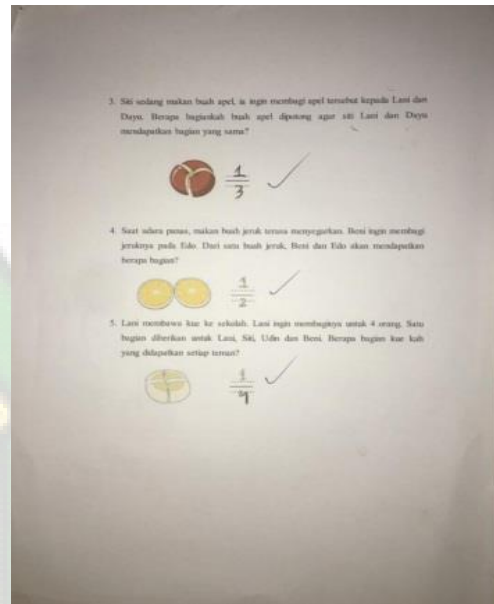 3. Siti sedang makan buah apel, ia ingin membagi apel tersebut kepada Lani dan
Dayu. Berapa bagiankah buah apel dipotong agar siti Lani dan Dayu
mendapatkan bagian yang sama?
1
3
4. Saat udara panas, makan buah jeruk terasa menyegarkan. Beni ingin membagi
jeruknya pada Edo. Dari satu buah jeruk, Beni dan Edo akan mendapatkan
berapa bagian?
1
2
5. Lani membawa kue ke sekolah. Lani ingin membaginya untuk 4 orang. Satu
bagian diberikan untuk Lani, Siti, Udin dan Beni. Berapa bagian kue kah
yang didapatkan setiap teman?
1
4